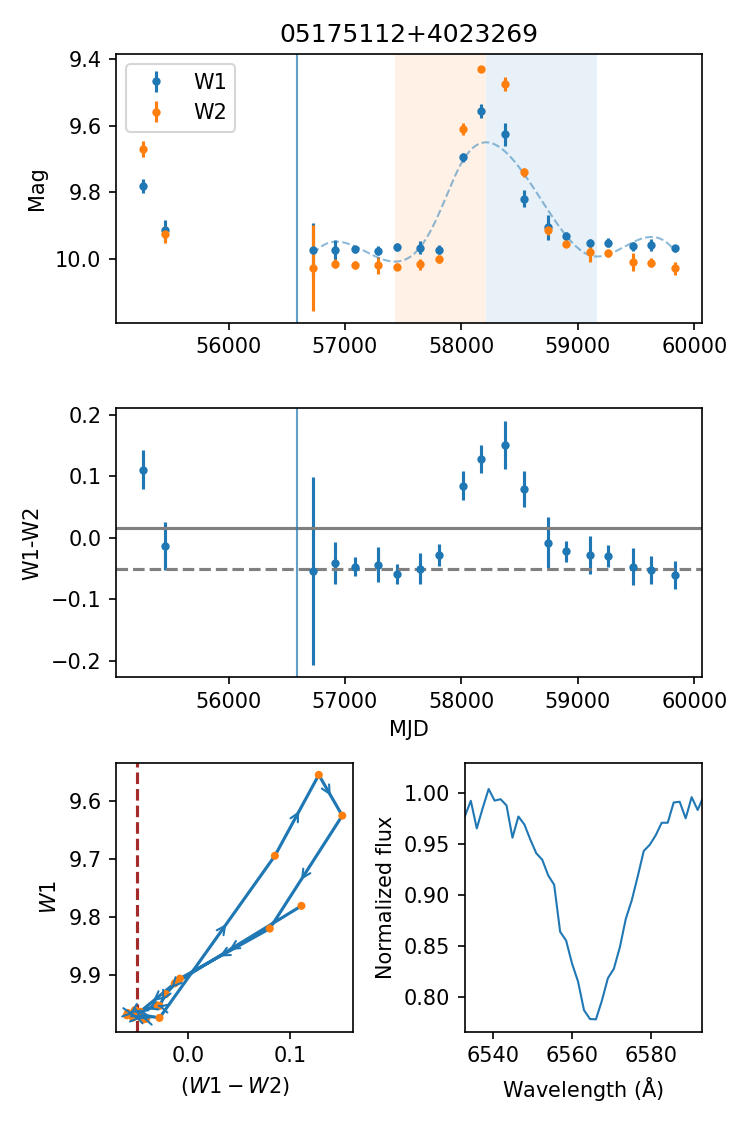 05175112+4023269
W1
W2
Mag
9.4
9.6
9.8
10.0
56000 57000 58000 59000 60000
W1-W2
0.2
0.1
0.0
−0.1
−0.2
56000 57000 58000 59000 60000
MJD
W1
9.6
9.7
9.8
9.9
0.0 0.1
(W1 − W2)
Normalized flux
1.00
0.95
0.90
0.85
0.80
6540 6560 6580
Wavelength (Å)